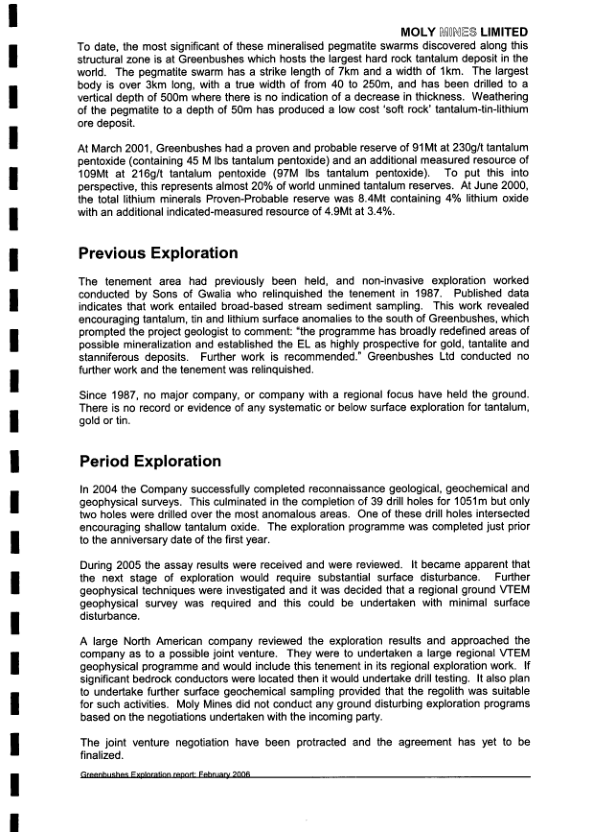 MOLY MINES LIMITED
To date, the most significant of these mineralised pegmatite swarms discovered along this
structural zone is at Greenbushes which hosts the largest hard rock tantalum deposit in the
world. The pegmatite swarm has a strike length of 7km and a width of 1km. The largest
body is over 3km long, with a true width of from 40 to 250m, and has been drilled to a
vertical depth of 500m where there is no indication of a decrease in thickness. Weathering
of the pegmatite to a depth of 50m has produced a low cost 'soft rock' tantalum-tin-lithium
ore deposit.
At March 2001, Greenbushes had a proven and probable reserve of 91Mt at 230g/t tantalum
pentoxide (containing 45 M lbs tantalum pentoxide) and an additional measured resource of
109Mt at 216g/t tantalum pentoxide (97M lbs tantalum pentoxide). To put this into
perspective, this represents almost 20% of world unmined tantalum reserves. At June 2000,
the total lithium minerals Proven-Probable reserve was 8.4Mt containing 4% lithium oxide
with an additional indicated-measured resource of 4.9Mt at 3.4%.
Previous Exploration
The tenement area had previously been held, and non-invasive exploration worked
conducted by Sons of Gwalia who relinquished the tenement in 1987. Published data
indicates that work entailed broad-based stream sediment sampling. This work revealed
encouraging tantalum, tin and lithium surface anomalies to the south of Greenbushes, which
prompted the project geologist to comment: "the programme has broadly redefined areas of
possible mineralization and established the EL as highly prospective for gold, tantalite and
stanniferous deposits. Further work is recommended." Greenbushes Ltd conducted no
further work and the tenement was relinquished.
Since 1987, no major company, or company with a regional focus have held the ground.
There is no record or evidence of any systematic or below surface exploration for tantalum,
gold or tin.
Period Exploration
In 2004 the Company successfully completed reconnaissance geological, geochemical and
geophysical surveys. This culminated in the completion of 39 drill holes for 1051m but only
two holes were drilled over the most anomalous areas. One of these drill holes intersected
encouraging shallow tantalum oxide. The exploration programme was completed just prior
to the anniversary date of the first year.
During 2005 the assay results were received and were reviewed. It became apparent that
the next stage of exploration would require substantial surface disturbance. Further
geophysical techniques were investigated and it was decided that a regional ground VTEM
geophysical survey was required and this could be undertaken with minimal surface
disturbance.
A large North American company reviewed the exploration results and approached the
company as to a possible joint venture. They were to undertaken a large regional VTEM
geophysical programme and would include this tenement in its regional exploration work. If
significant bedrock conductors were located then it would undertake drill testing. It also plan
to undertake further surface geochemical sampling provided that the regolith was suitable
for such activities. Moly Mines did not conduct any ground disturbing exploration programs
based on the negotiations undertaken with the incoming party.
The joint venture negotiation have been protracted and the agreement has yet to be
finalized.
Greenbushes Exploration report: February 2006